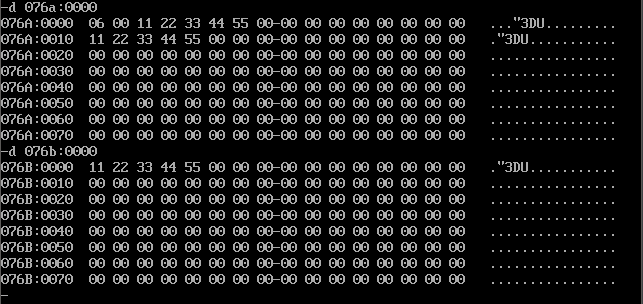 -d 076a:0000
076A:0000  06 00 11 22 33 44 55 00-00 00 00 00 00 00 00 00   ..."3DU.........
076A:0010  11 22 33 44 55 00 00 00-00 00 00 00 00 00 00 00   ."3DU...........
076A:0020  00 00 00 00 00 00 00 00-00 00 00 00 00 00 00 00   ................
076A:0030  00 00 00 00 00 00 00 00-00 00 00 00 00 00 00 00   ................
076A:0040  00 00 00 00 00 00 00 00-00 00 00 00 00 00 00 00   ................
076A:0050  00 00 00 00 00 00 00 00-00 00 00 00 00 00 00 00   ................
076A:0060  00 00 00 00 00 00 00 00-00 00 00 00 00 00 00 00   ................
076A:0070  00 00 00 00 00 00 00 00-00 00 00 00 00 00 00 00   ................
-d 076b:0000
076B:0000  11 22 33 44 55 00 00 00-00 00 00 00 00 00 00 00   ."3DU...........
076B:0010  00 00 00 00 00 00 00 00-00 00 00 00 00 00 00 00   ................
076B:0020  00 00 00 00 00 00 00 00-00 00 00 00 00 00 00 00   ................
076B:0030  00 00 00 00 00 00 00 00-00 00 00 00 00 00 00 00   ................
076B:0040  00 00 00 00 00 00 00 00-00 00 00 00 00 00 00 00   ................
076B:0050  00 00 00 00 00 00 00 00-00 00 00 00 00 00 00 00   ................
076B:0060  00 00 00 00 00 00 00 00-00 00 00 00 00 00 00 00   ................
076B:0070  00 00 00 00 00 00 00 00-00 00 00 00 00 00 00 00   ................
-